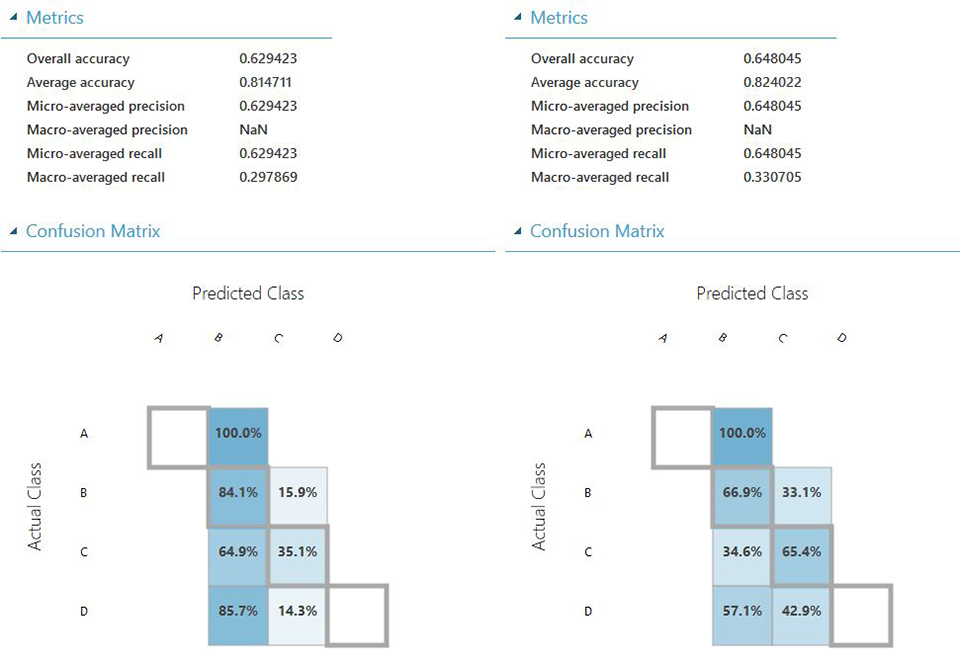 Metrics
Overall accuracy 0.629423
Average accuracy 0.814711
Micro-averaged precision 0.629423
Macro-averaged precision NaN
Micro-averaged recall 0.629423
Macro-averaged recall 0.297869
Confusion Matrix
Predicted Class
A B C D
Actual Class
A 100.0%
B 84.1% 15.9%
C 64.9% 35.1%
D 85.7% 14.3%
Metrics
Overall accuracy 0.648045
Average accuracy 0.824022
Micro-averaged precision 0.648045
Macro-averaged precision NaN
Micro-averaged recall 0.648045
Macro-averaged recall 0.330705
Confusion Matrix
Predicted Class
A B C D
Actual Class
A 100.0%
B 66.9% 33.1%
C 34.6% 65.4%
D 57.1% 42.9%